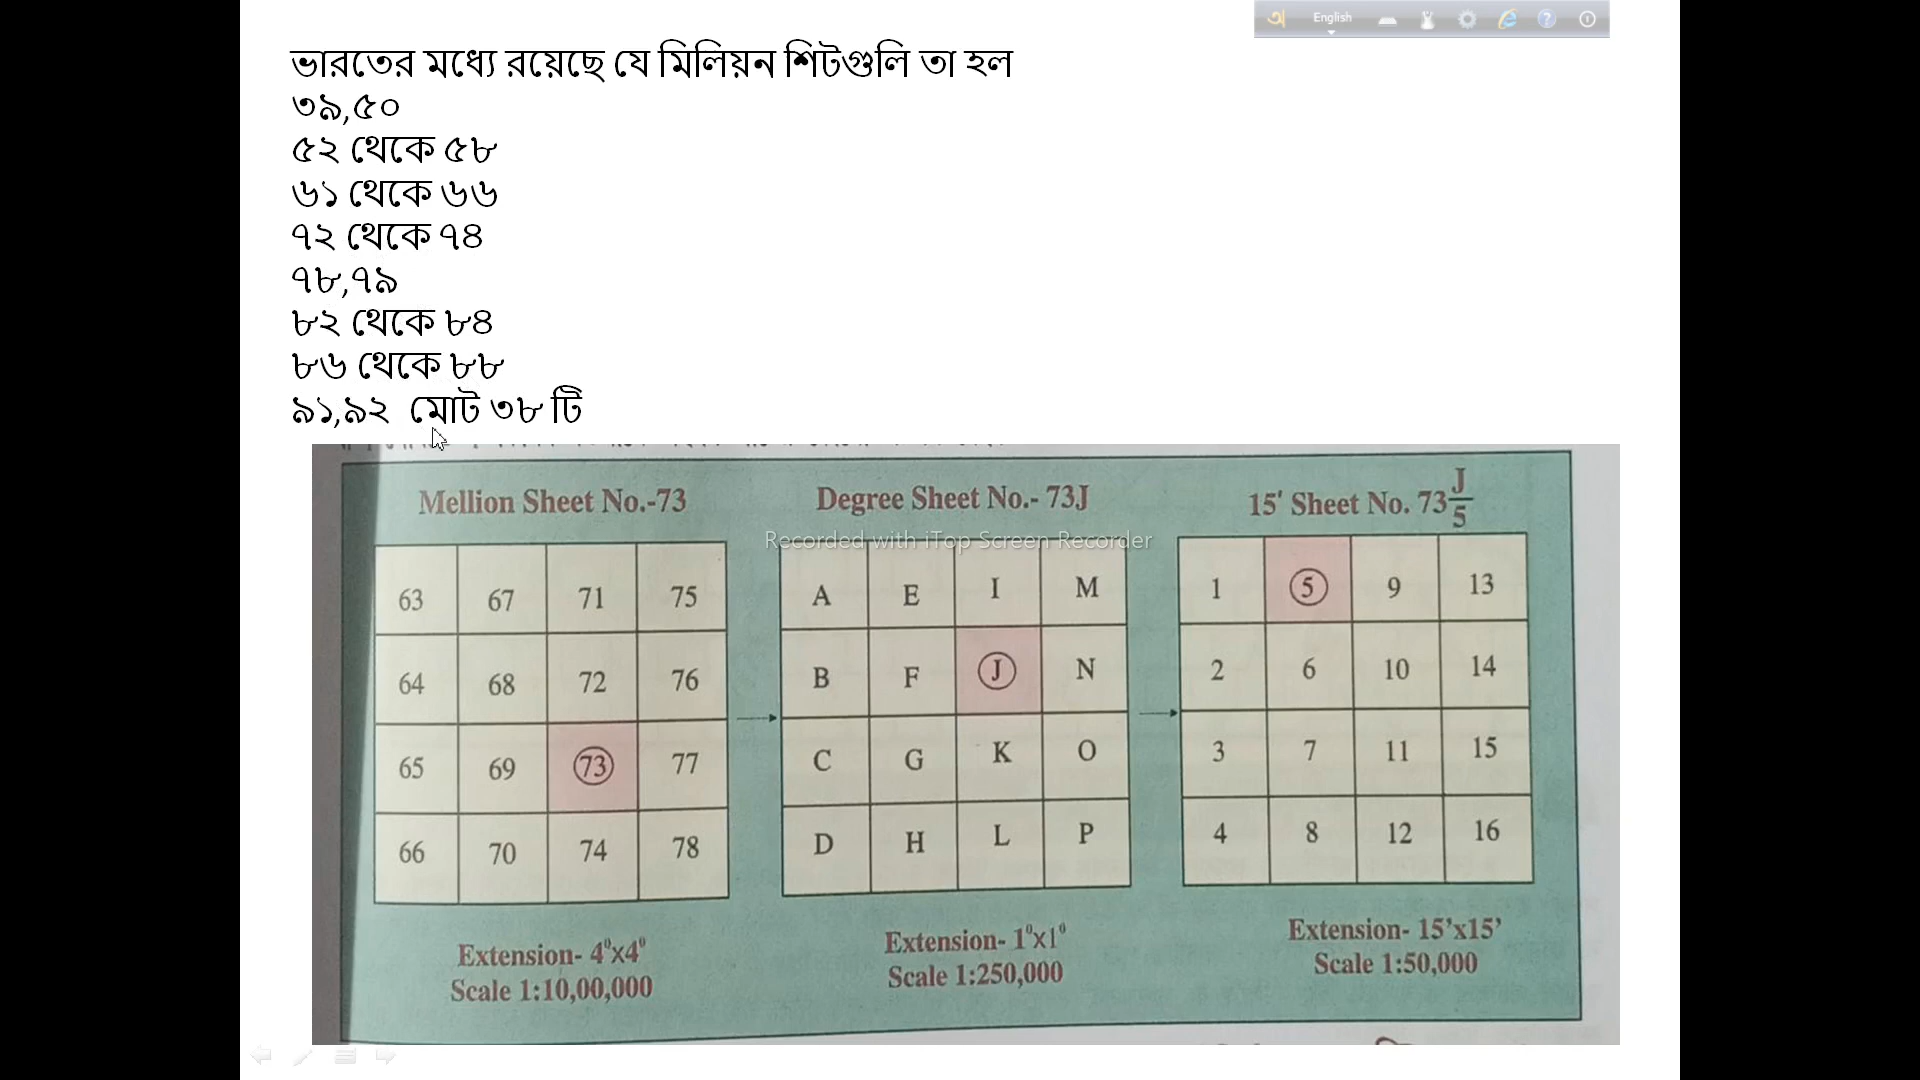 English
ভারতের মধ্যে রয়েছে যে মিলিয়ন শিটগুলি তা হল
৩৯,৫০
৫২ থেকে ৫৮
৬১ থেকে ৬৬
৭২ থেকে ৭৪
৭৮,৭৯
৮২ থেকে ৮৪
৮৬ থেকে ৮৮
৯১,৯২ মোট ৩৮ টি
Mellion Sheet No.-73
63 67 71 75
64 68 72 76
65 69 73 77
66 70 74 78
Extension- 4⁰x4⁰
Scale 1:10,00,000
Degree Sheet No.- 73J
A E I M
B F J N
C G K O
D H L P
Extension- 1⁰x1⁰
Scale 1:250,000
15' Sheet No. 73 J/5
1 5 9 13
2 6 10 14
3 7 11 15
4 8 12 16
Extension- 15’x15’
Scale 1:50,000
Recorded with iTop Screen Recorder